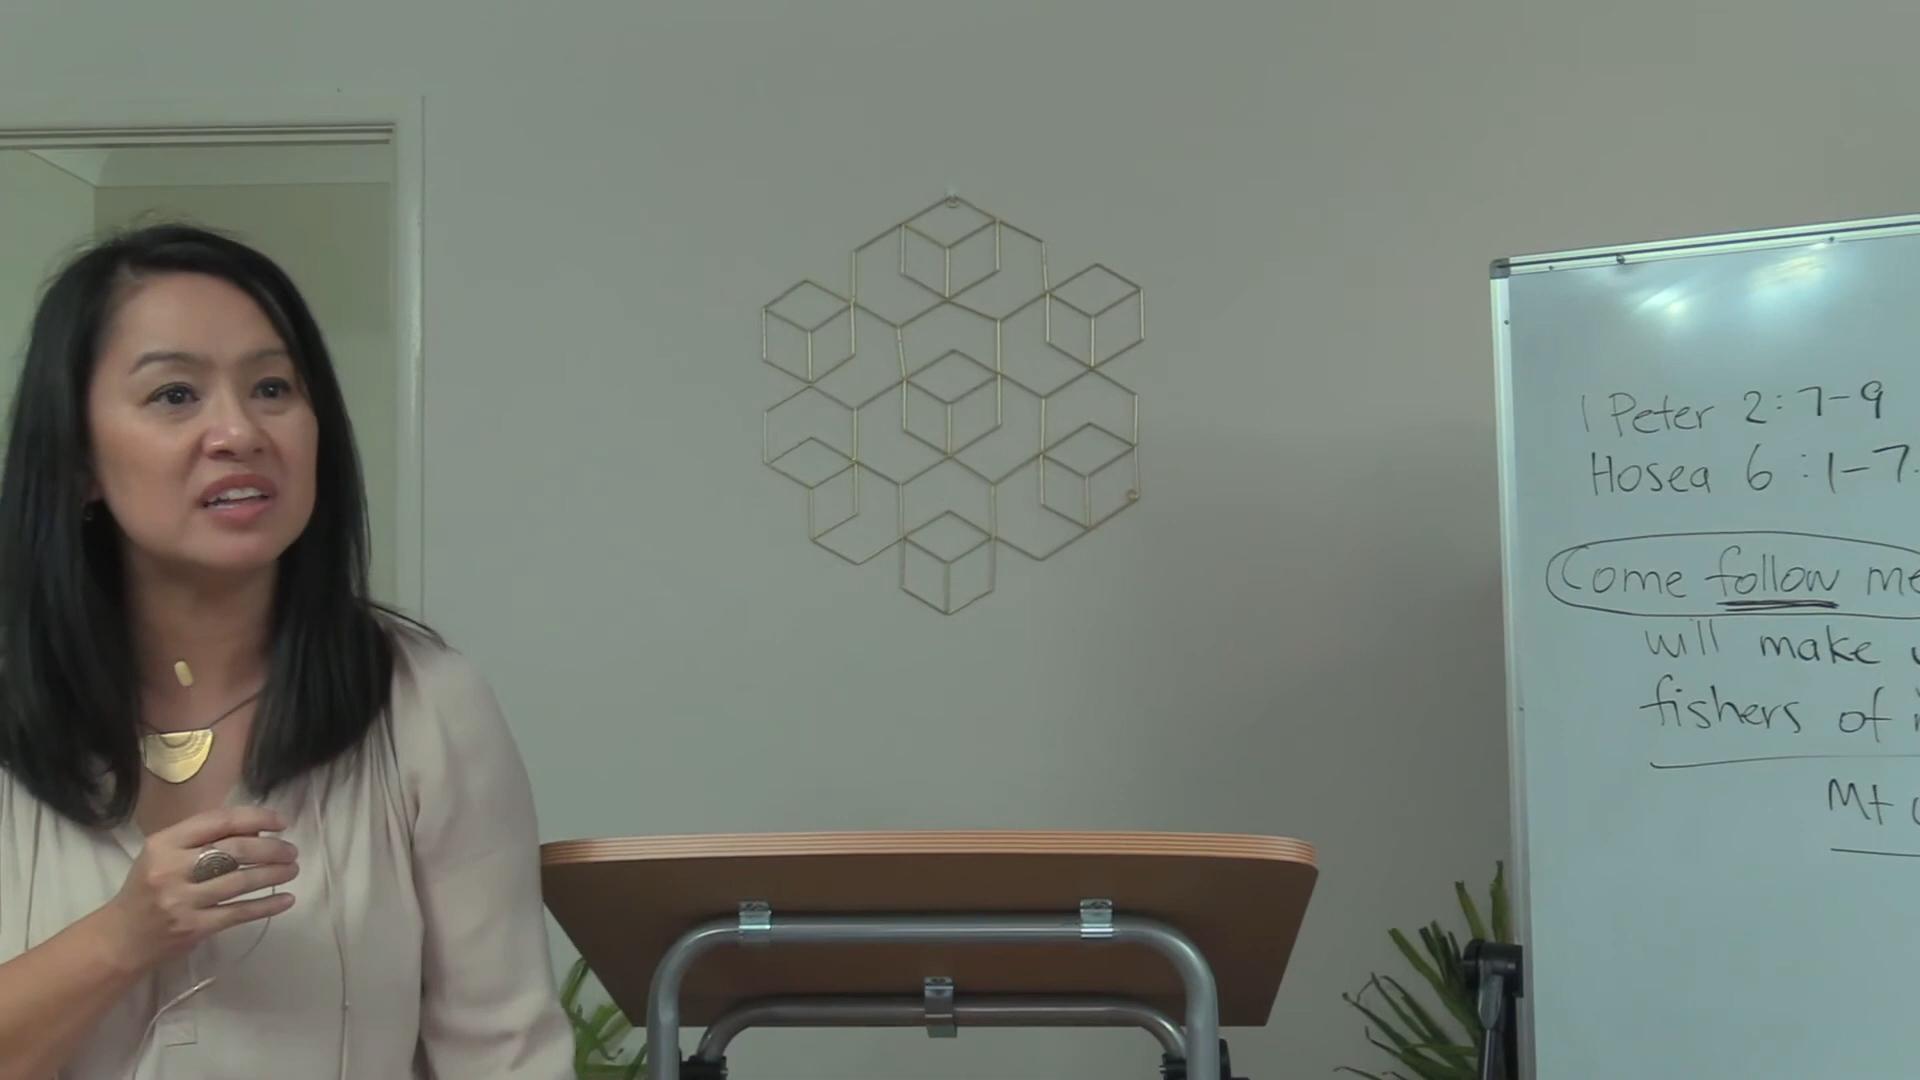 1 Peter 2:7-9
Hosea 6:1-7
Come follow me
will make
fishers of
Mt